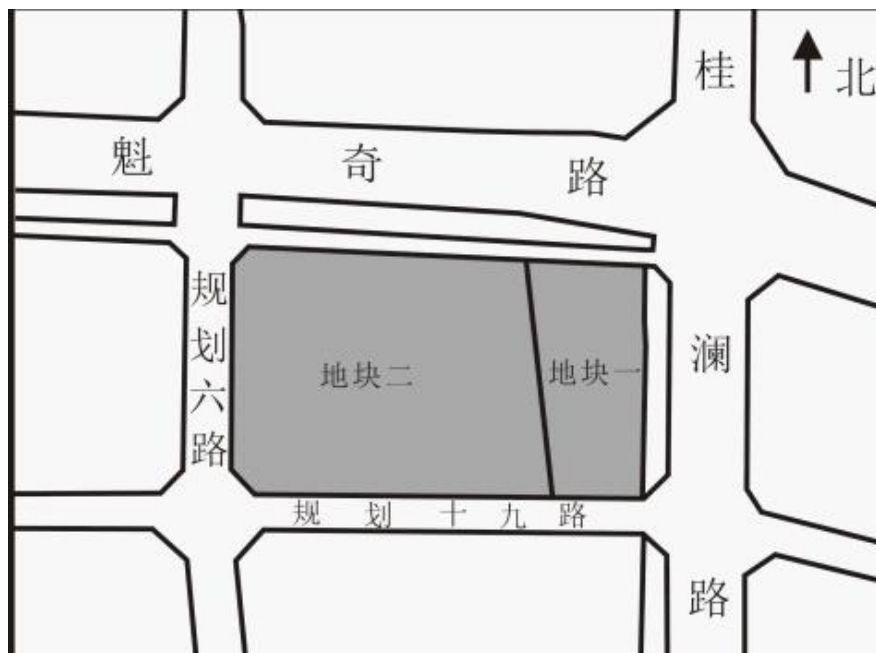 魁奇路
桂澜路
北
规划六路
地块二
地块一
规划十九路